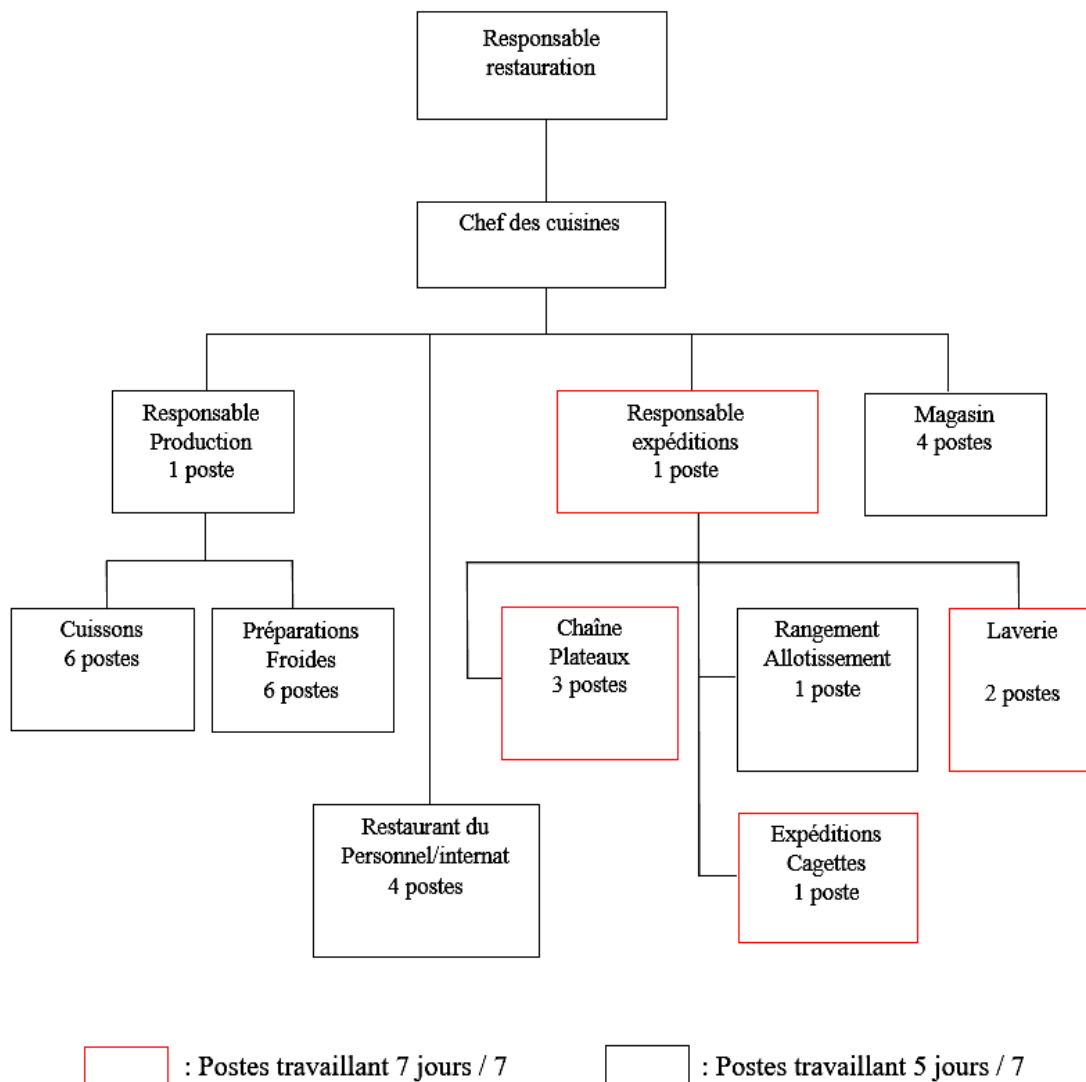 Responsable
restauration
Chef des cuisines
Responsable
Production
1 poste
Responsable
expéditions
1 poste
Magasin
4 postes
Cuissons
6 postes
Préparations
Froides
6 postes
Chaîne
Plateaux
3 postes
Rangement
Allotissement
1 poste
Laverie
2 postes
Restaurant du
Personnel/internat
4 postes
Expéditions
Cagettes
1 poste
: Postes travaillant 7 jours / 7
: Postes travaillant 5 jours / 7